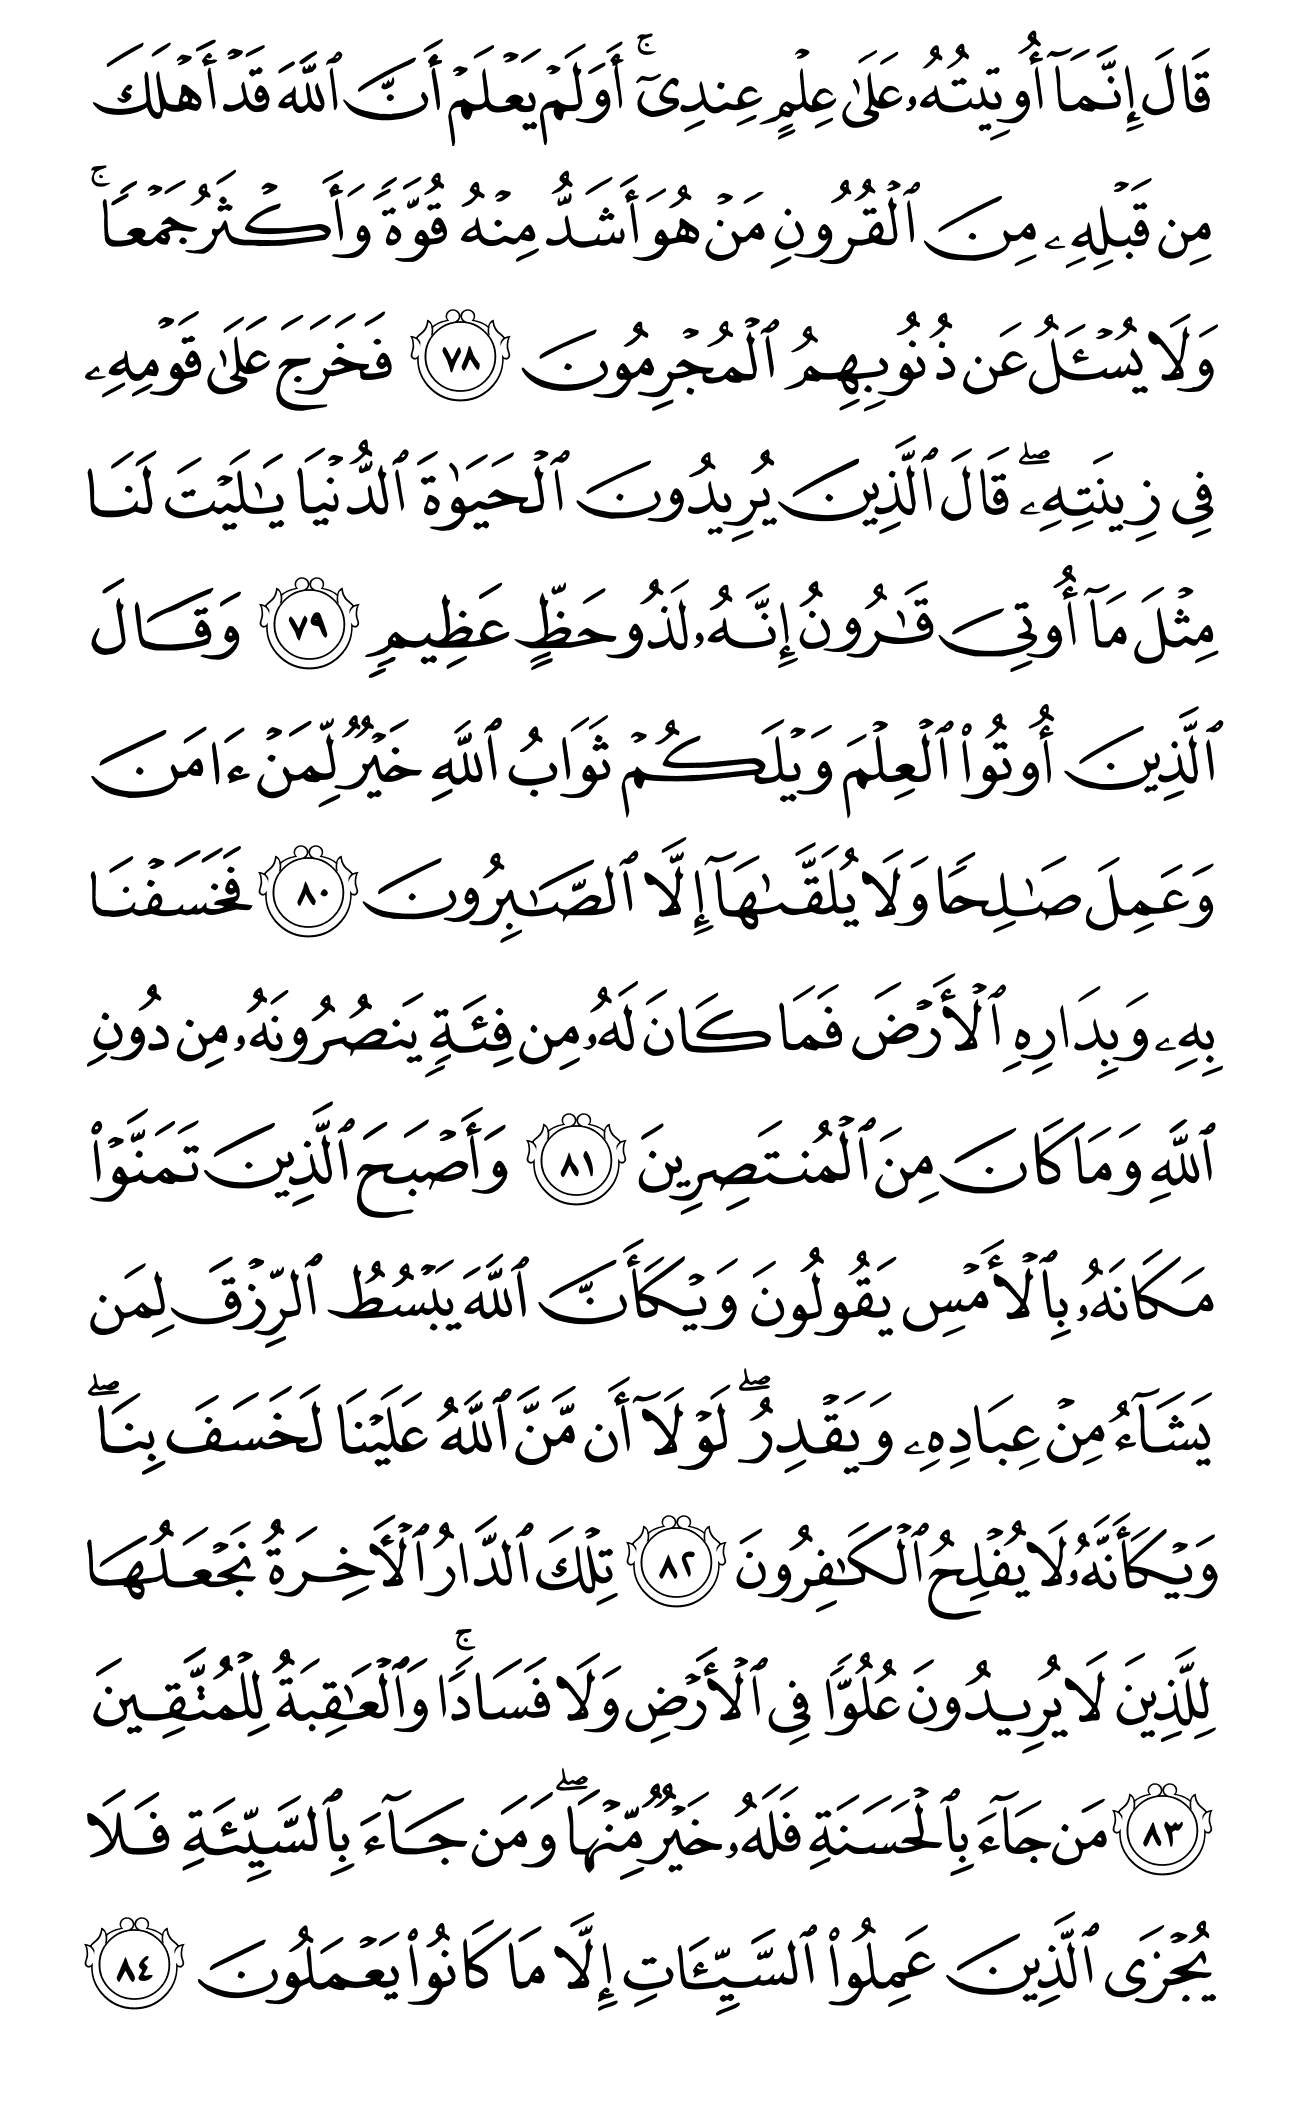 قَالَ إِنَّمَآ أُوتِيتُهُۥ عَلَىٰ عِلْمٍ عِندِىٓ ۚ أَوَلَمْ يَعْلَمْ أَنَّ ٱللَّهَ قَدْ أَهْلَكَ
مِن قَبْلِهِۦ مِنَ ٱلْقُرُونِ مَنْ هُوَ أَشَدُّ مِنْهُ قُوَّةً وَأَكْثَرُ جَمْعًا ۚ
وَلَا يُسْـَٔلُ عَن ذُنُوبِهِمُ ٱلْمُجْرِمُونَ ٧٨ فَخَرَجَ عَلَىٰ قَوْمِهِۦ
فِى زِينَتِهِۦ ۖ قَالَ ٱلَّذِينَ يُرِيدُونَ ٱلْحَيَوٰةَ ٱلدُّنْيَا يَـٰلَيْتَ لَنَا
مِثْلَ مَآ أُوتِىَ قَـٰرُونُ إِنَّهُۥ لَذُو حَظٍّ عَظِيمٍ ٧٩ وَقَالَ
ٱلَّذِينَ أُوتُوا۟ ٱلْعِلْمَ وَيْلَكُمْ ثَوَابُ ٱللَّهِ خَيْرٌ لِّمَنْ ءَامَنَ
وَعَمِلَ صَـٰلِحًا وَلَا يُلَقَّىٰهَآ إِلَّا ٱلصَّـٰبِرُونَ ٨٠ فَخَسَفْنَا
بِهِۦ وَبِدَارِهِ ٱلْأَرْضَ فَمَا كَانَ لَهُۥ مِن فِئَةٍ يَنصُرُونَهُۥ مِن دُونِ
ٱللَّهِ وَمَا كَانَ مِنَ ٱلْمُنتَصِرِينَ ٨١ وَأَصْبَحَ ٱلَّذِينَ تَمَنَّوْا۟
مَكَانَهُۥ بِٱلْأَمْسِ يَقُولُونَ وَيْكَأَنَّ ٱللَّهَ يَبْسُطُ ٱلرِّزْقَ لِمَن
يَشَآءُ مِنْ عِبَادِهِۦ وَيَقْدِرُ ۖ لَوْلَآ أَن مَّنَّ ٱللَّهُ عَلَيْنَا لَخَسَفَ بِنَا ۖ
وَيْكَأَنَّهُۥ لَا يُفْلِحُ ٱلْكَـٰفِرُونَ ٨٢ تِلْكَ ٱلدَّارُ ٱلْـَٔاخِرَةُ نَجْعَلُهَا
لِلَّذِينَ لَا يُرِيدُونَ عُلُوًّا فِى ٱلْأَرْضِ وَلَا فَسَادًا ۚ وَٱلْعَـٰقِبَةُ لِلْمُتَّقِينَ
٨٣ مَن جَآءَ بِٱلْحَسَنَةِ فَلَهُۥ خَيْرٌ مِّنْهَا ۖ وَمَن جَآءَ بِٱلسَّيِّئَةِ فَلَا
يُجْزَى ٱلَّذِينَ عَمِلُوا۟ ٱلسَّيِّـَٔاتِ إِلَّا مَا كَانُوا۟ يَعْمَلُونَ ٨٤